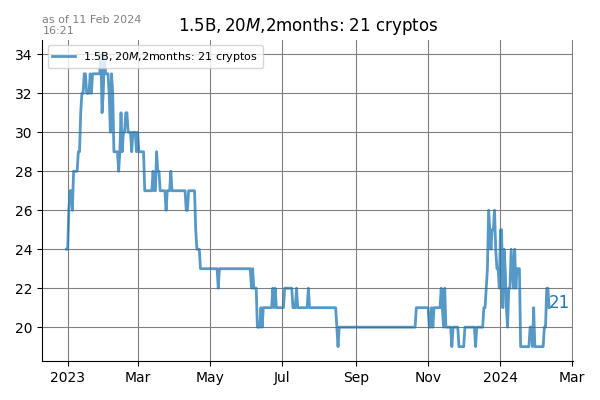 as of 11 Feb 2024
16:21
1.5B, 20M,2months: 21 cryptos
1.5B, 20M,2months: 21 cryptos
34
32
30
28
26
24
22
20
21
2023 Mar May Jul Sep Nov 2024 Mar